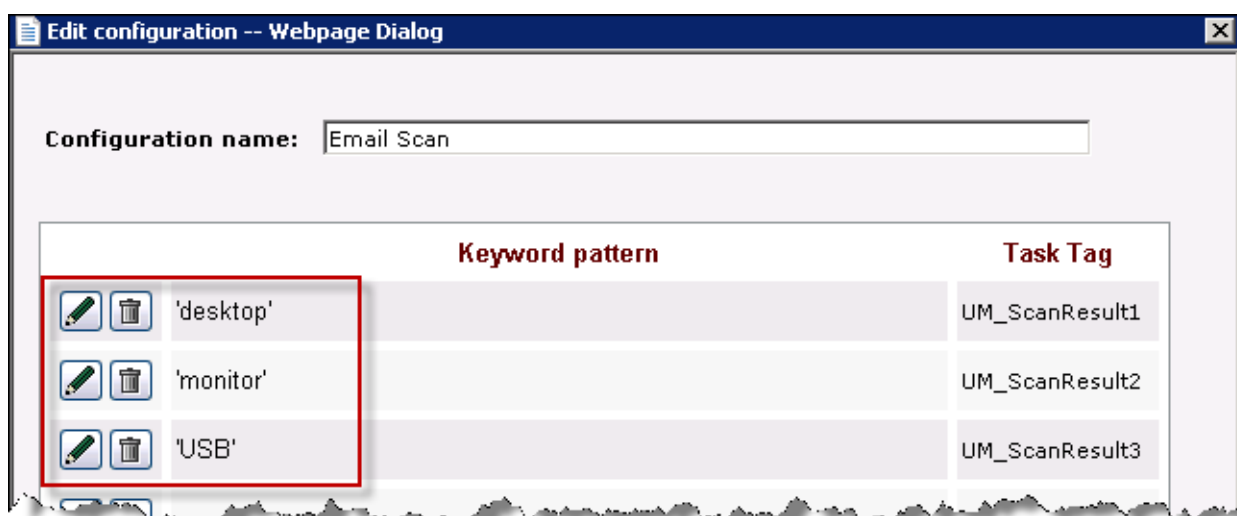 Edit configuration -- Webpage Dialog
Configuration name: Email Scan
Keyword pattern Task Tag
'desktop' UM_ScanResult1
'monitor' UM_ScanResult2
'USB' UM_ScanResult3